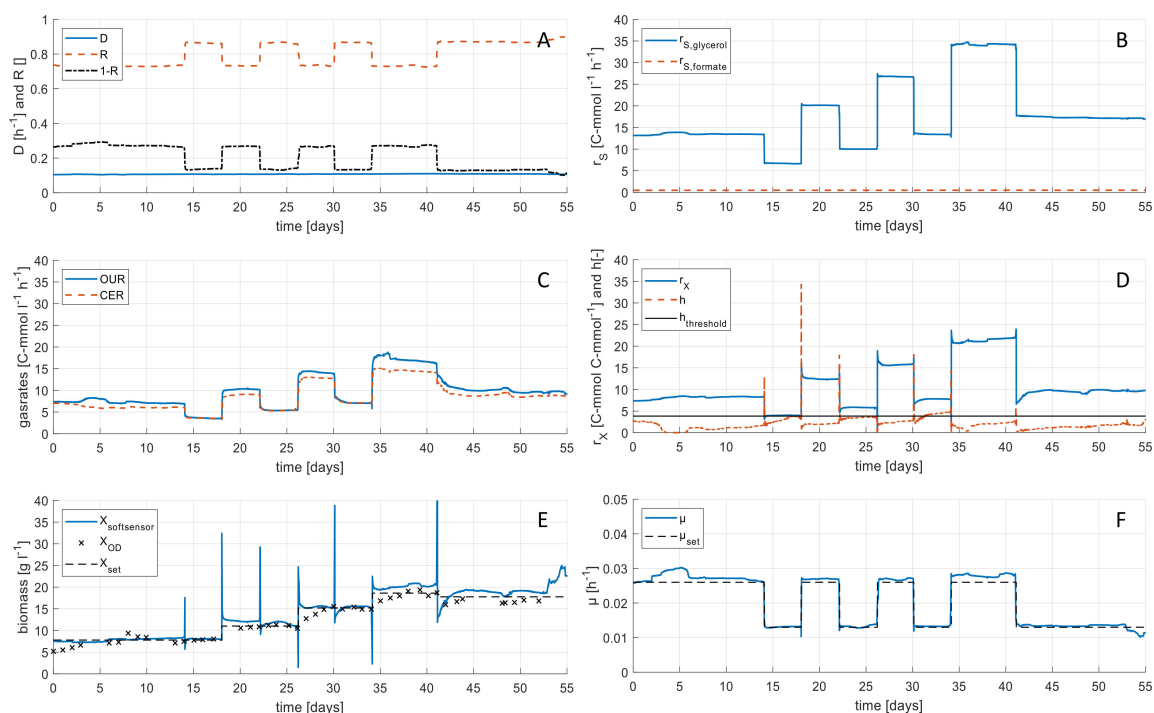 A
D [h⁻¹] and R []
1
0.8
0.6
0.4
0.2
0
D
R
1-R
0 5 10 15 20 25 30 35 40 45 50 55
time [days]
B
r_S [C-mmol l⁻¹ h⁻¹]
40
35
30
25
20
15
10
5
0
r_S,glycerol
r_S,formate
0 5 10 15 20 25 30 35 40 45 50 55
time [days]
C
gasrates [C-mmol l⁻¹ h⁻¹]
40
35
30
25
20
15
10
5
0
OUR
CER
0 5 10 15 20 25 30 35 40 45 50 55
time [days]
D
r_X [C-mmol C-mmol⁻¹] and h[-]
40
35
30
25
20
15
10
5
0
r_X
h
h_threshold
0 5 10 15 20 25 30 35 40 45 50 55
time [days]
E
biomass [g l⁻¹]
40
35
30
25
20
15
10
5
0
X_softsensor
X_OD
X_set
0 5 10 15 20 25 30 35 40 45 50 55
time [days]
F
μ [h⁻¹]
0.05
0.04
0.03
0.02
0.01
0
μ
μ_set
0 5 10 15 20 25 30 35 40 45 50 55
time [days]